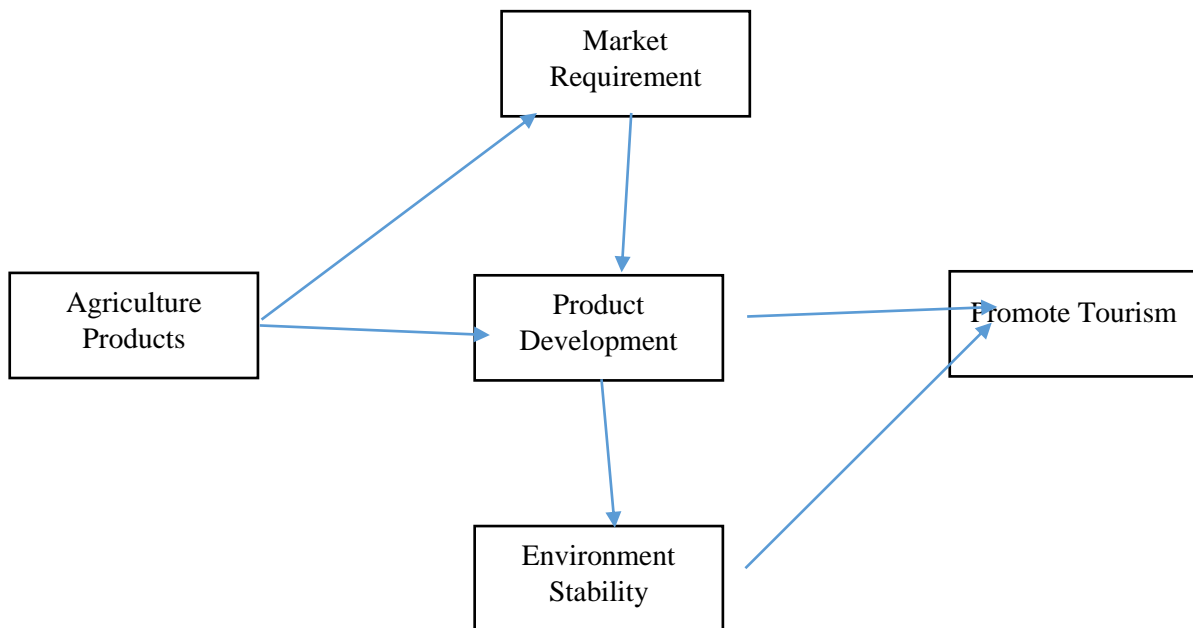 Market
Requirement
Agriculture
Products
Product
Development
Promote Tourism
Environment
Stability